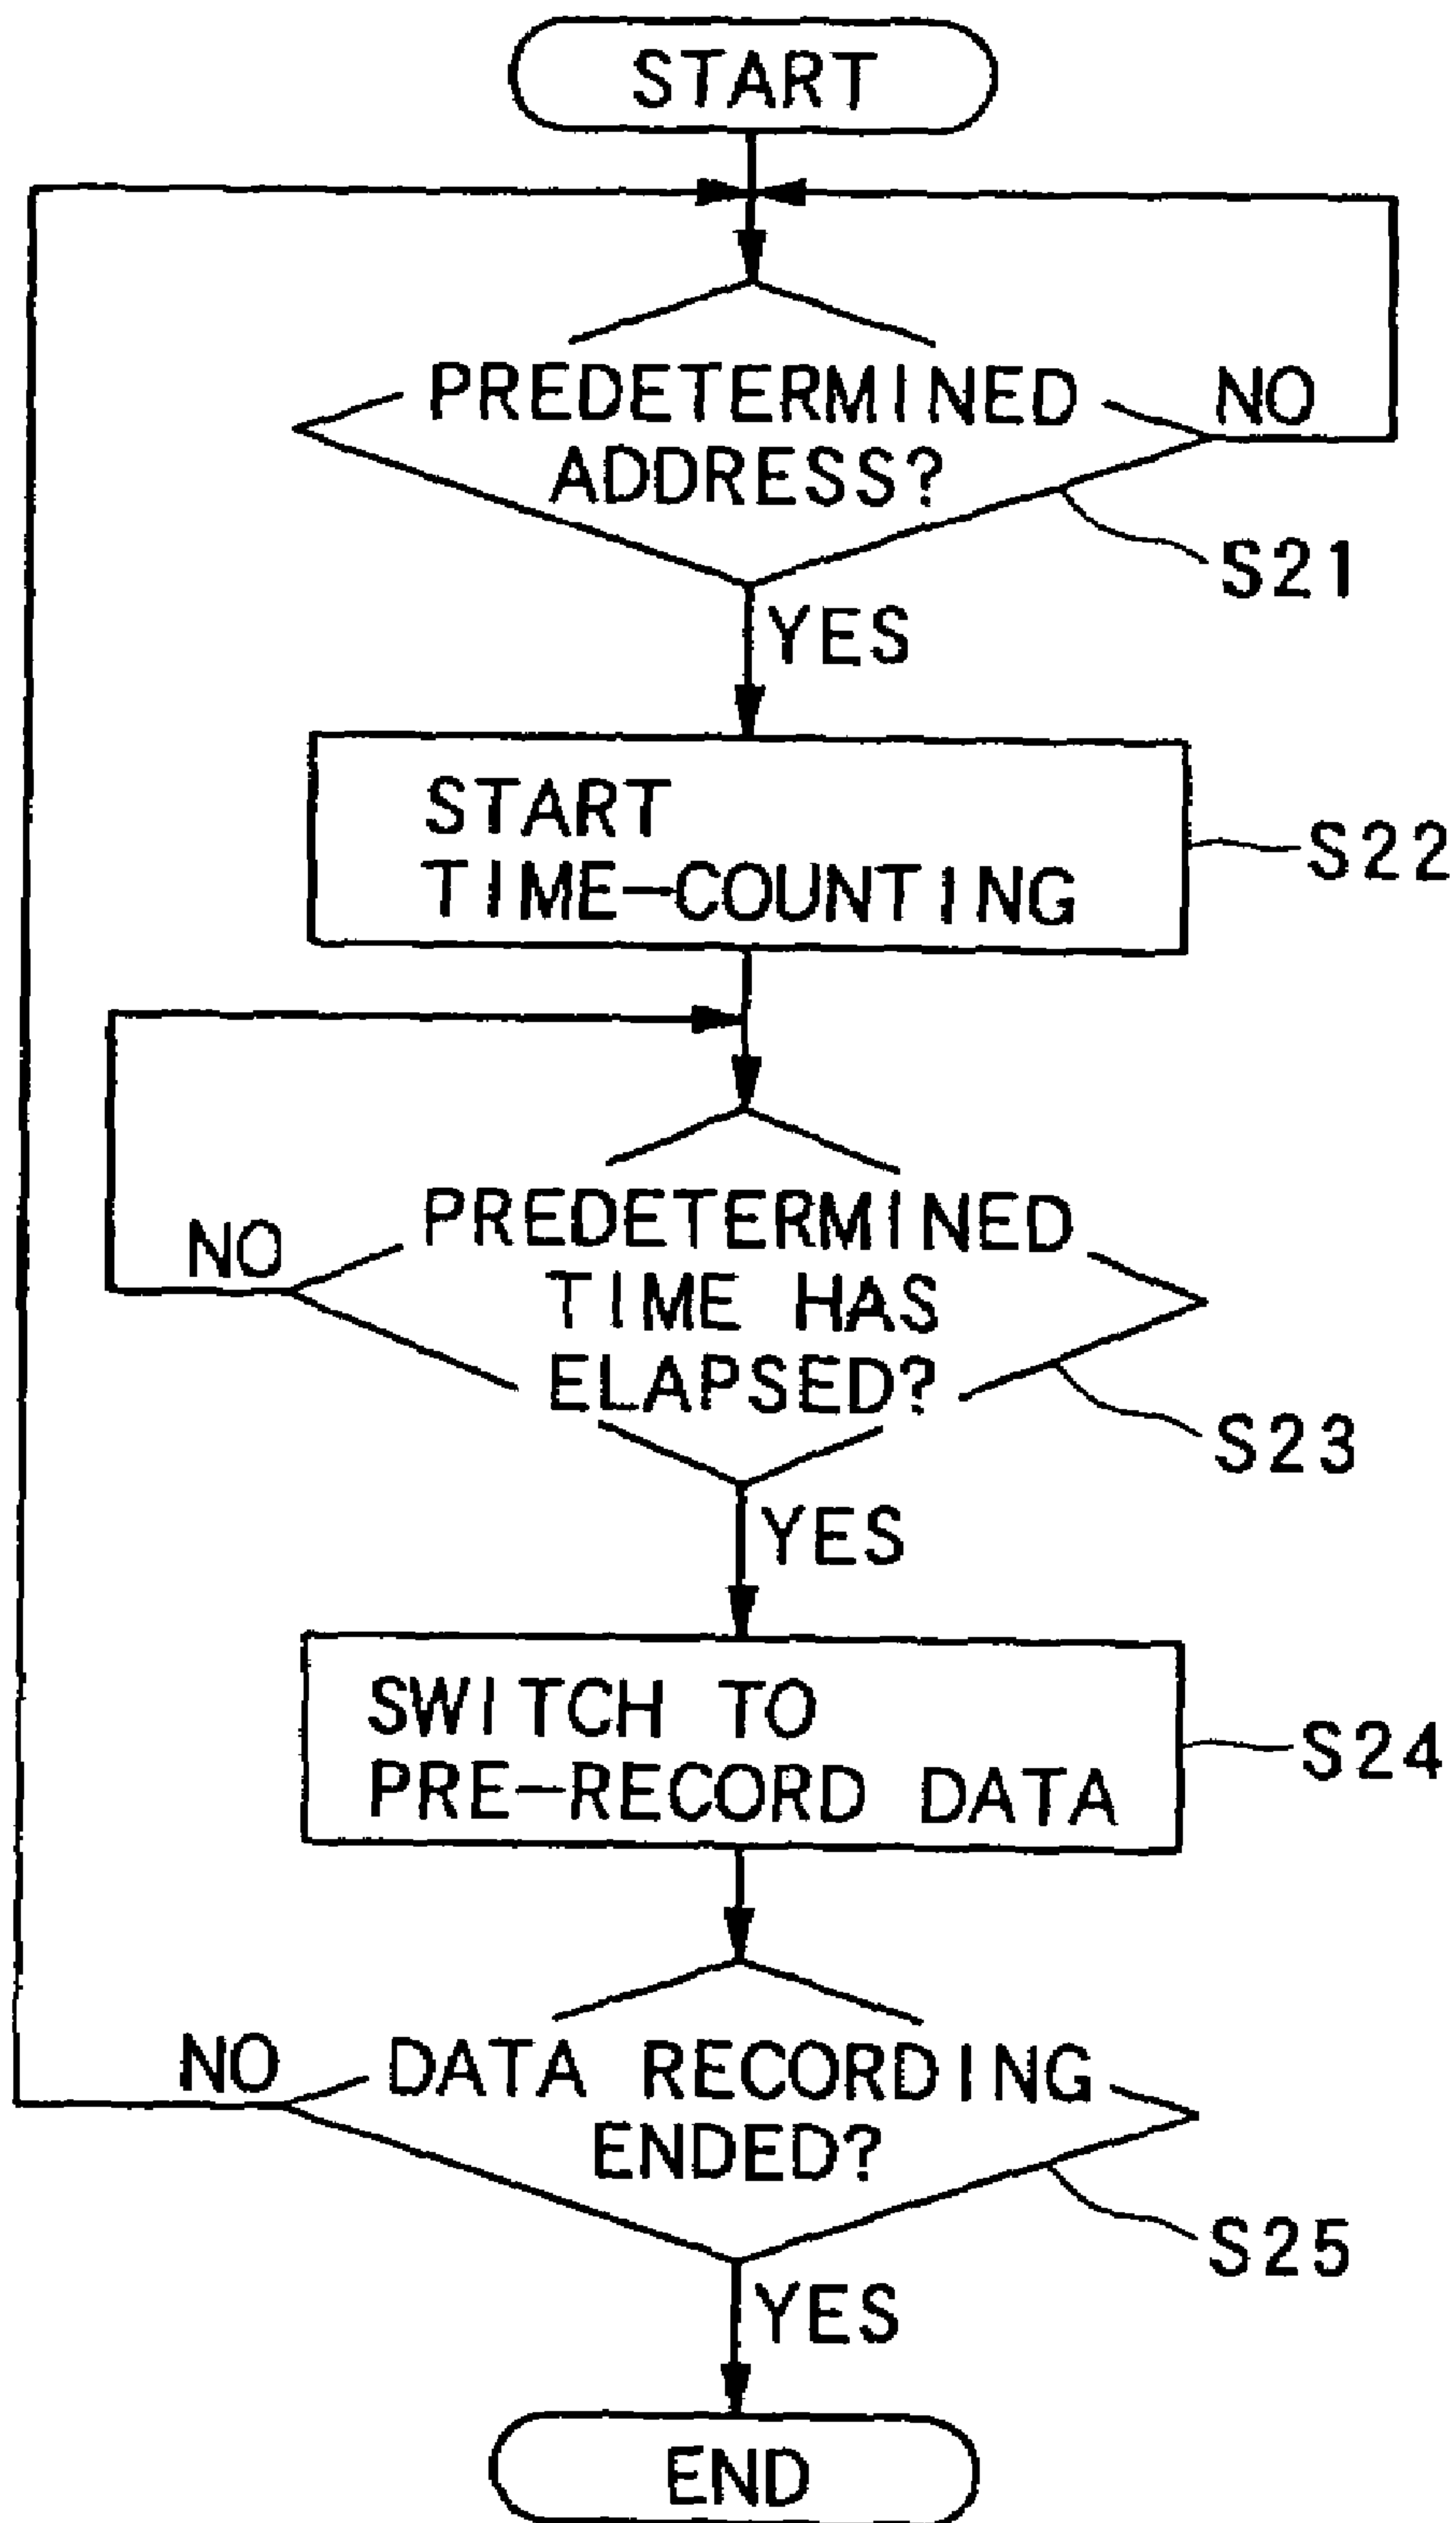 START
PREDETERMINED
ADDRESS?
NO
S21
YES
START
TIME-COUNTING
S22
PREDETERMINED
TIME HAS
ELAPSED?
NO
S23
YES
SWITCH TO
PRE-RECORD DATA
S24
DATA RECORDING
ENDED?
NO
S25
YES
END